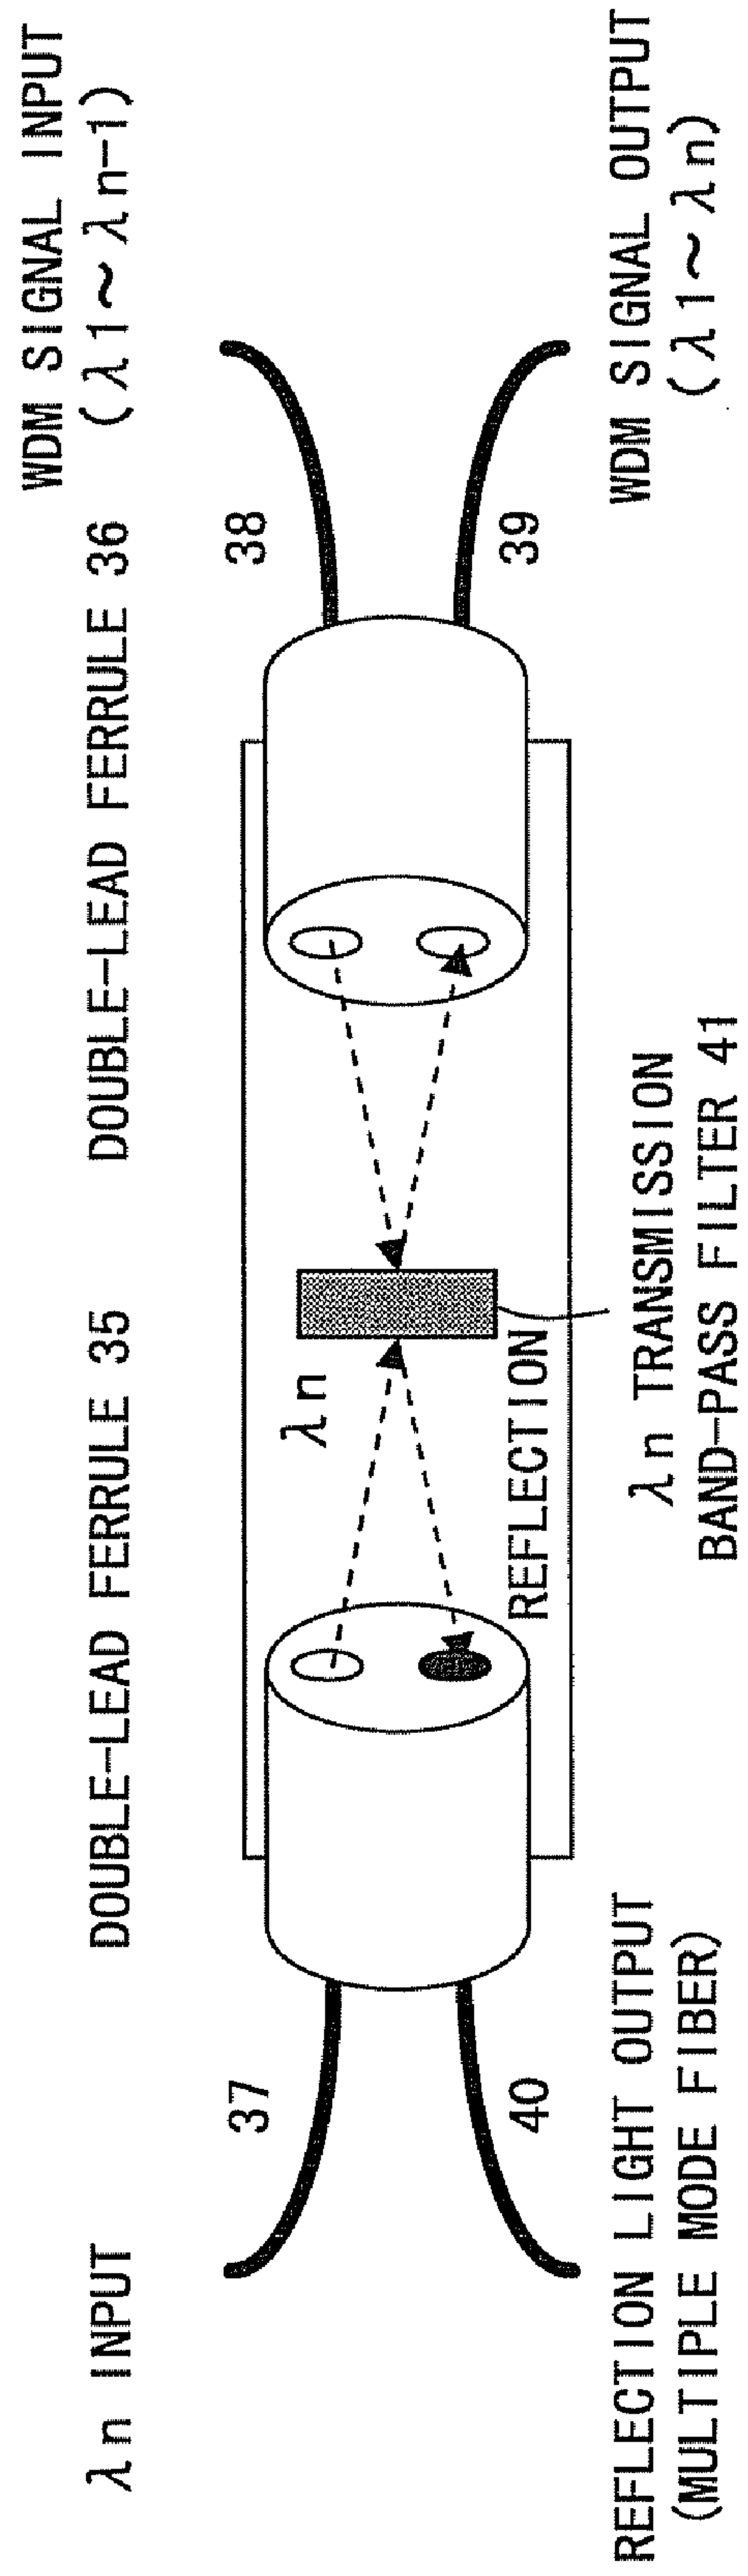 λn INPUT
DOUBLE-LEAD FERRULE 35
DOUBLE-LEAD FERRULE 36
WDM SIGNAL INPUT
(λ1~λn-1)
37
38
λn
REFLECTION
40
39
REFLECTION LIGHT OUTPUT
(MULTIPLE MODE FIBER)
λn TRANSMISSION
BAND-PASS FILTER 41
WDM SIGNAL OUTPUT
(λ1~λn)